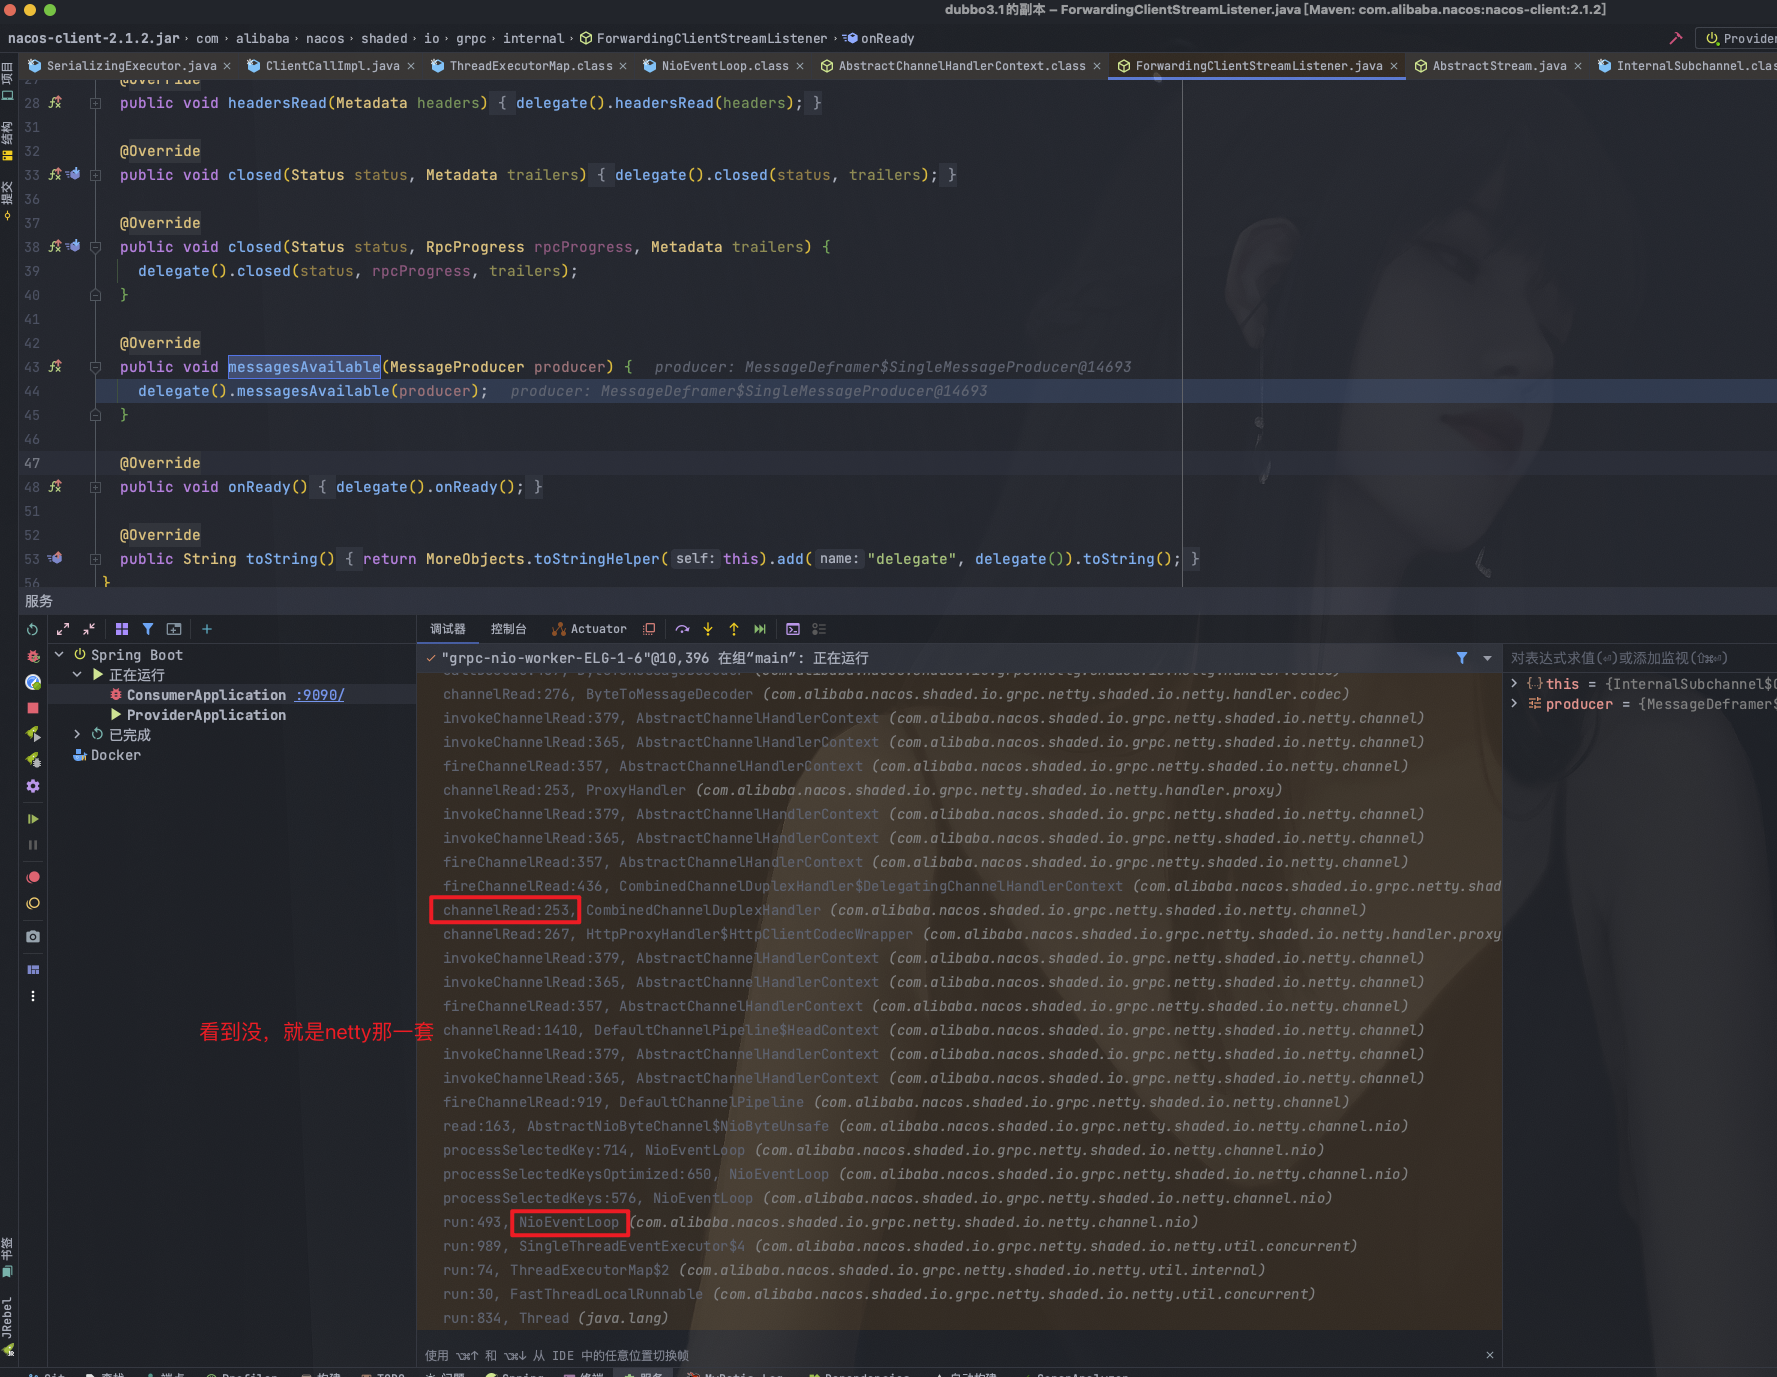 dubbo3.1的副本 – ForwardingClientStreamListener.java [Maven: com.alibaba.nacos:nacos-client:2.1.2]
nacos-client-2.1.2.jar › com › alibaba › nacos › shaded › io › grpc › internal › ForwardingClientStreamListener › onReady
SerializingExecutor.java × ClientCallImpl.java × ThreadExecutorMap.class × NioEventLoop.class × AbstractChannelHandlerContext.class × ForwardingClientStreamListener.java × AbstractStream.java × InternalSubchannel.clas
项目
结构
提交
书签
JRebel
28 public void headersRead(Metadata headers) { delegate().headersRead(headers); }
31
32 @Override
33 public void closed(Status status, Metadata trailers) { delegate().closed(status, trailers); }
36
37 @Override
38 public void closed(Status status, RpcProgress rpcProgress, Metadata trailers) {
39 delegate().closed(status, rpcProgress, trailers);
40 }
41
42 @Override
43 public void messagesAvailable(MessageProducer producer) { producer: MessageDeframer$SingleMessageProducer@14693
44 delegate().messagesAvailable(producer); producer: MessageDeframer$SingleMessageProducer@14693
45 }
46
47 @Override
48 public void onReady() { delegate().onReady(); }
51
52 @Override
53 public String toString() { return MoreObjects.toStringHelper( self: this).add( name: "delegate", delegate()).toString(); }
56 }
服务
调试器 控制台 Actuator
Spring Boot
正在运行
ConsumerApplication :9090/
ProviderApplication
已完成
Docker
看到没，就是netty那一套
"grpc-nio-worker-ELG-1-6"@10,396 在组“main”: 正在运行
channelRead:276, ByteToMessageDecoder (com.alibaba.nacos.shaded.io.grpc.netty.shaded.io.netty.handler.codec)
invokeChannelRead:379, AbstractChannelHandlerContext (com.alibaba.nacos.shaded.io.grpc.netty.shaded.io.netty.channel)
invokeChannelRead:365, AbstractChannelHandlerContext (com.alibaba.nacos.shaded.io.grpc.netty.shaded.io.netty.channel)
fireChannelRead:357, AbstractChannelHandlerContext (com.alibaba.nacos.shaded.io.grpc.netty.shaded.io.netty.channel)
channelRead:253, ProxyHandler (com.alibaba.nacos.shaded.io.grpc.netty.shaded.io.netty.handler.proxy)
invokeChannelRead:379, AbstractChannelHandlerContext (com.alibaba.nacos.shaded.io.grpc.netty.shaded.io.netty.channel)
invokeChannelRead:365, AbstractChannelHandlerContext (com.alibaba.nacos.shaded.io.grpc.netty.shaded.io.netty.channel)
fireChannelRead:357, AbstractChannelHandlerContext (com.alibaba.nacos.shaded.io.grpc.netty.shaded.io.netty.channel)
fireChannelRead:436, CombinedChannelDuplexHandler$DelegatingChannelHandlerContext (com.alibaba.nacos.shaded.io.grpc.netty.shad
channelRead:253, CombinedChannelDuplexHandler (com.alibaba.nacos.shaded.io.grpc.netty.shaded.io.netty.channel)
channelRead:267, HttpProxyHandler$HttpClientCodecWrapper (com.alibaba.nacos.shaded.io.grpc.netty.shaded.io.netty.handler.proxy
invokeChannelRead:379, AbstractChannelHandlerContext (com.alibaba.nacos.shaded.io.grpc.netty.shaded.io.netty.channel)
invokeChannelRead:365, AbstractChannelHandlerContext (com.alibaba.nacos.shaded.io.grpc.netty.shaded.io.netty.channel)
fireChannelRead:357, AbstractChannelHandlerContext (com.alibaba.nacos.shaded.io.grpc.netty.shaded.io.netty.channel)
channelRead:1410, DefaultChannelPipeline$HeadContext (com.alibaba.nacos.shaded.io.grpc.netty.shaded.io.netty.channel)
invokeChannelRead:379, AbstractChannelHandlerContext (com.alibaba.nacos.shaded.io.grpc.netty.shaded.io.netty.channel)
invokeChannelRead:365, AbstractChannelHandlerContext (com.alibaba.nacos.shaded.io.grpc.netty.shaded.io.netty.channel)
fireChannelRead:919, DefaultChannelPipeline (com.alibaba.nacos.shaded.io.grpc.netty.shaded.io.netty.channel)
read:163, AbstractNioByteChannel$NioByteUnsafe (com.alibaba.nacos.shaded.io.grpc.netty.shaded.io.netty.channel.nio)
processSelectedKey:714, NioEventLoop (com.alibaba.nacos.shaded.io.grpc.netty.shaded.io.netty.channel.nio)
processSelectedKeysOptimized:650, NioEventLoop (com.alibaba.nacos.shaded.io.grpc.netty.shaded.io.netty.channel.nio)
processSelectedKeys:576, NioEventLoop (com.alibaba.nacos.shaded.io.grpc.netty.shaded.io.netty.channel.nio)
run:493, NioEventLoop (com.alibaba.nacos.shaded.io.grpc.netty.shaded.io.netty.channel.nio)
run:989, SingleThreadEventExecutor$4 (com.alibaba.nacos.shaded.io.grpc.netty.shaded.io.netty.util.concurrent)
run:74, ThreadExecutorMap$2 (com.alibaba.nacos.shaded.io.grpc.netty.shaded.io.netty.util.internal)
run:30, FastThreadLocalRunnable (com.alibaba.nacos.shaded.io.grpc.netty.shaded.io.netty.util.concurrent)
run:834, Thread (java.lang)
使用 ⌥⌘↑ 和 ⌥⌘↓ 从 IDE 中的任意位置切换帧
对表达式求值(⏎)或添加监视(⇧⌘⏎)
this = {InternalSubchannel$
producer = {MessageDeframer$